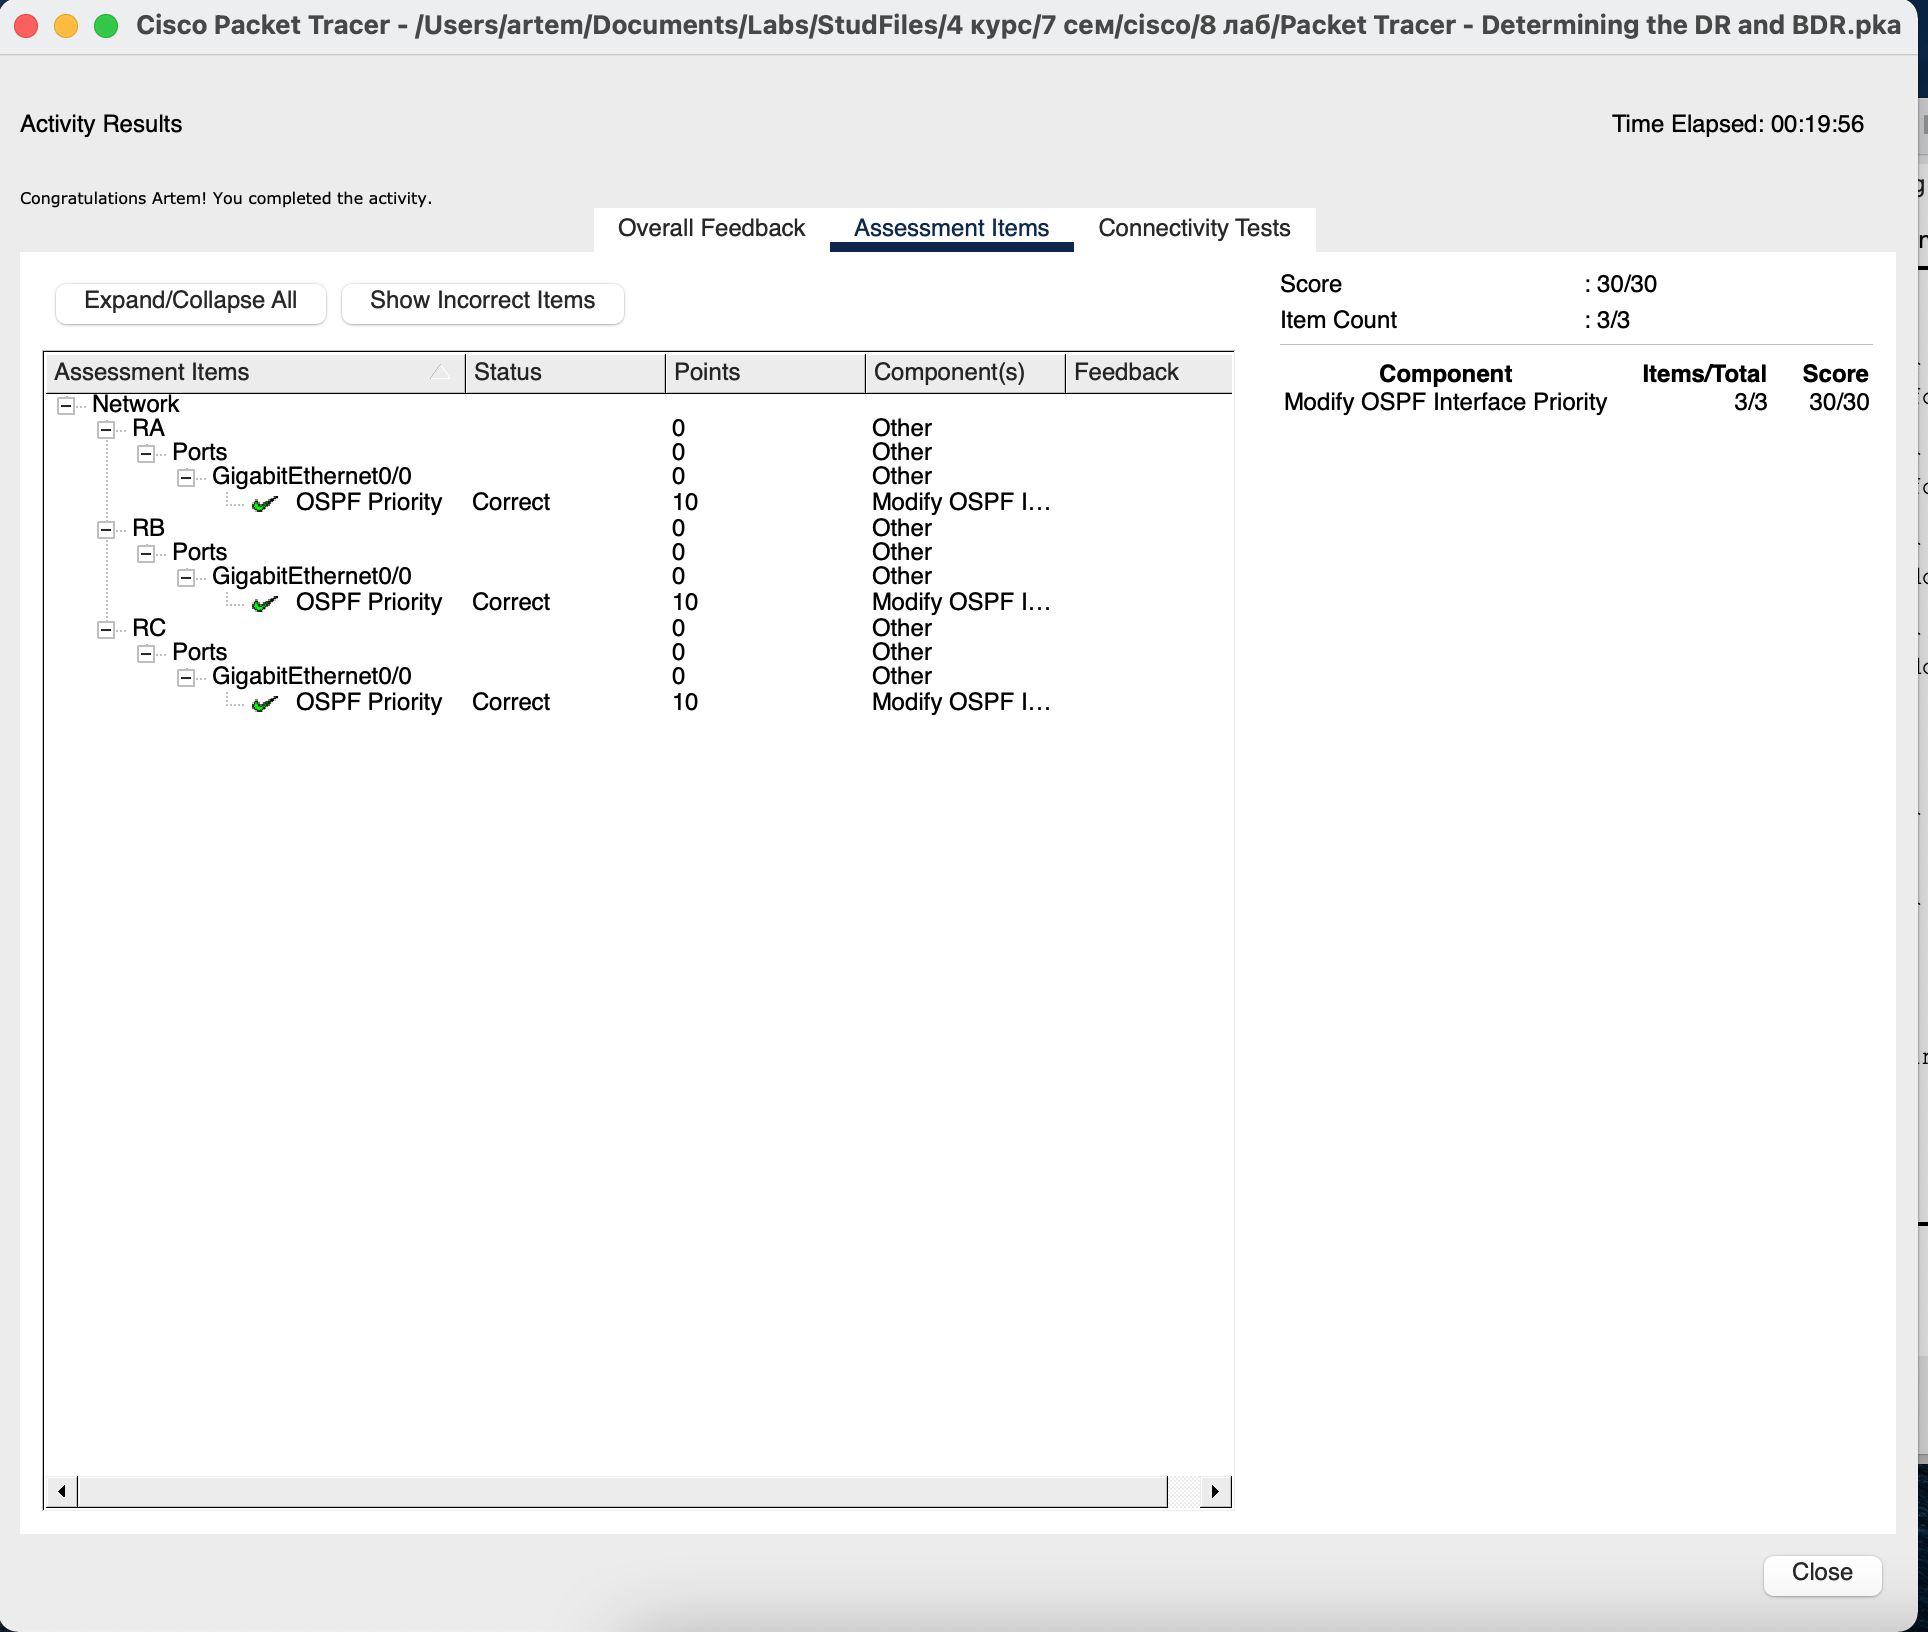 Cisco Packet Tracer - /Users/artem/Documents/Labs/StudFiles/4 курс/7 сем/cisco/8 лаб/Packet Tracer - Determining the DR and BDR.pka
Activity Results
Time Elapsed: 00:19:56
Congratulations Artem! You completed the activity.
Overall Feedback Assessment Items Connectivity Tests
Expand/Collapse All Show Incorrect Items
Score : 30/30
Item Count : 3/3
Component Items/Total Score
Modify OSPF Interface Priority 3/3 30/30
Assessment Items Status Points Component(s) Feedback
Network
RA 0 Other
Ports 0 Other
GigabitEthernet0/0 0 Other
OSPF Priority Correct 10 Modify OSPF I...
RB 0 Other
Ports 0 Other
GigabitEthernet0/0 0 Other
OSPF Priority Correct 10 Modify OSPF I...
RC 0 Other
Ports 0 Other
GigabitEthernet0/0 0 Other
OSPF Priority Correct 10 Modify OSPF I...
Close